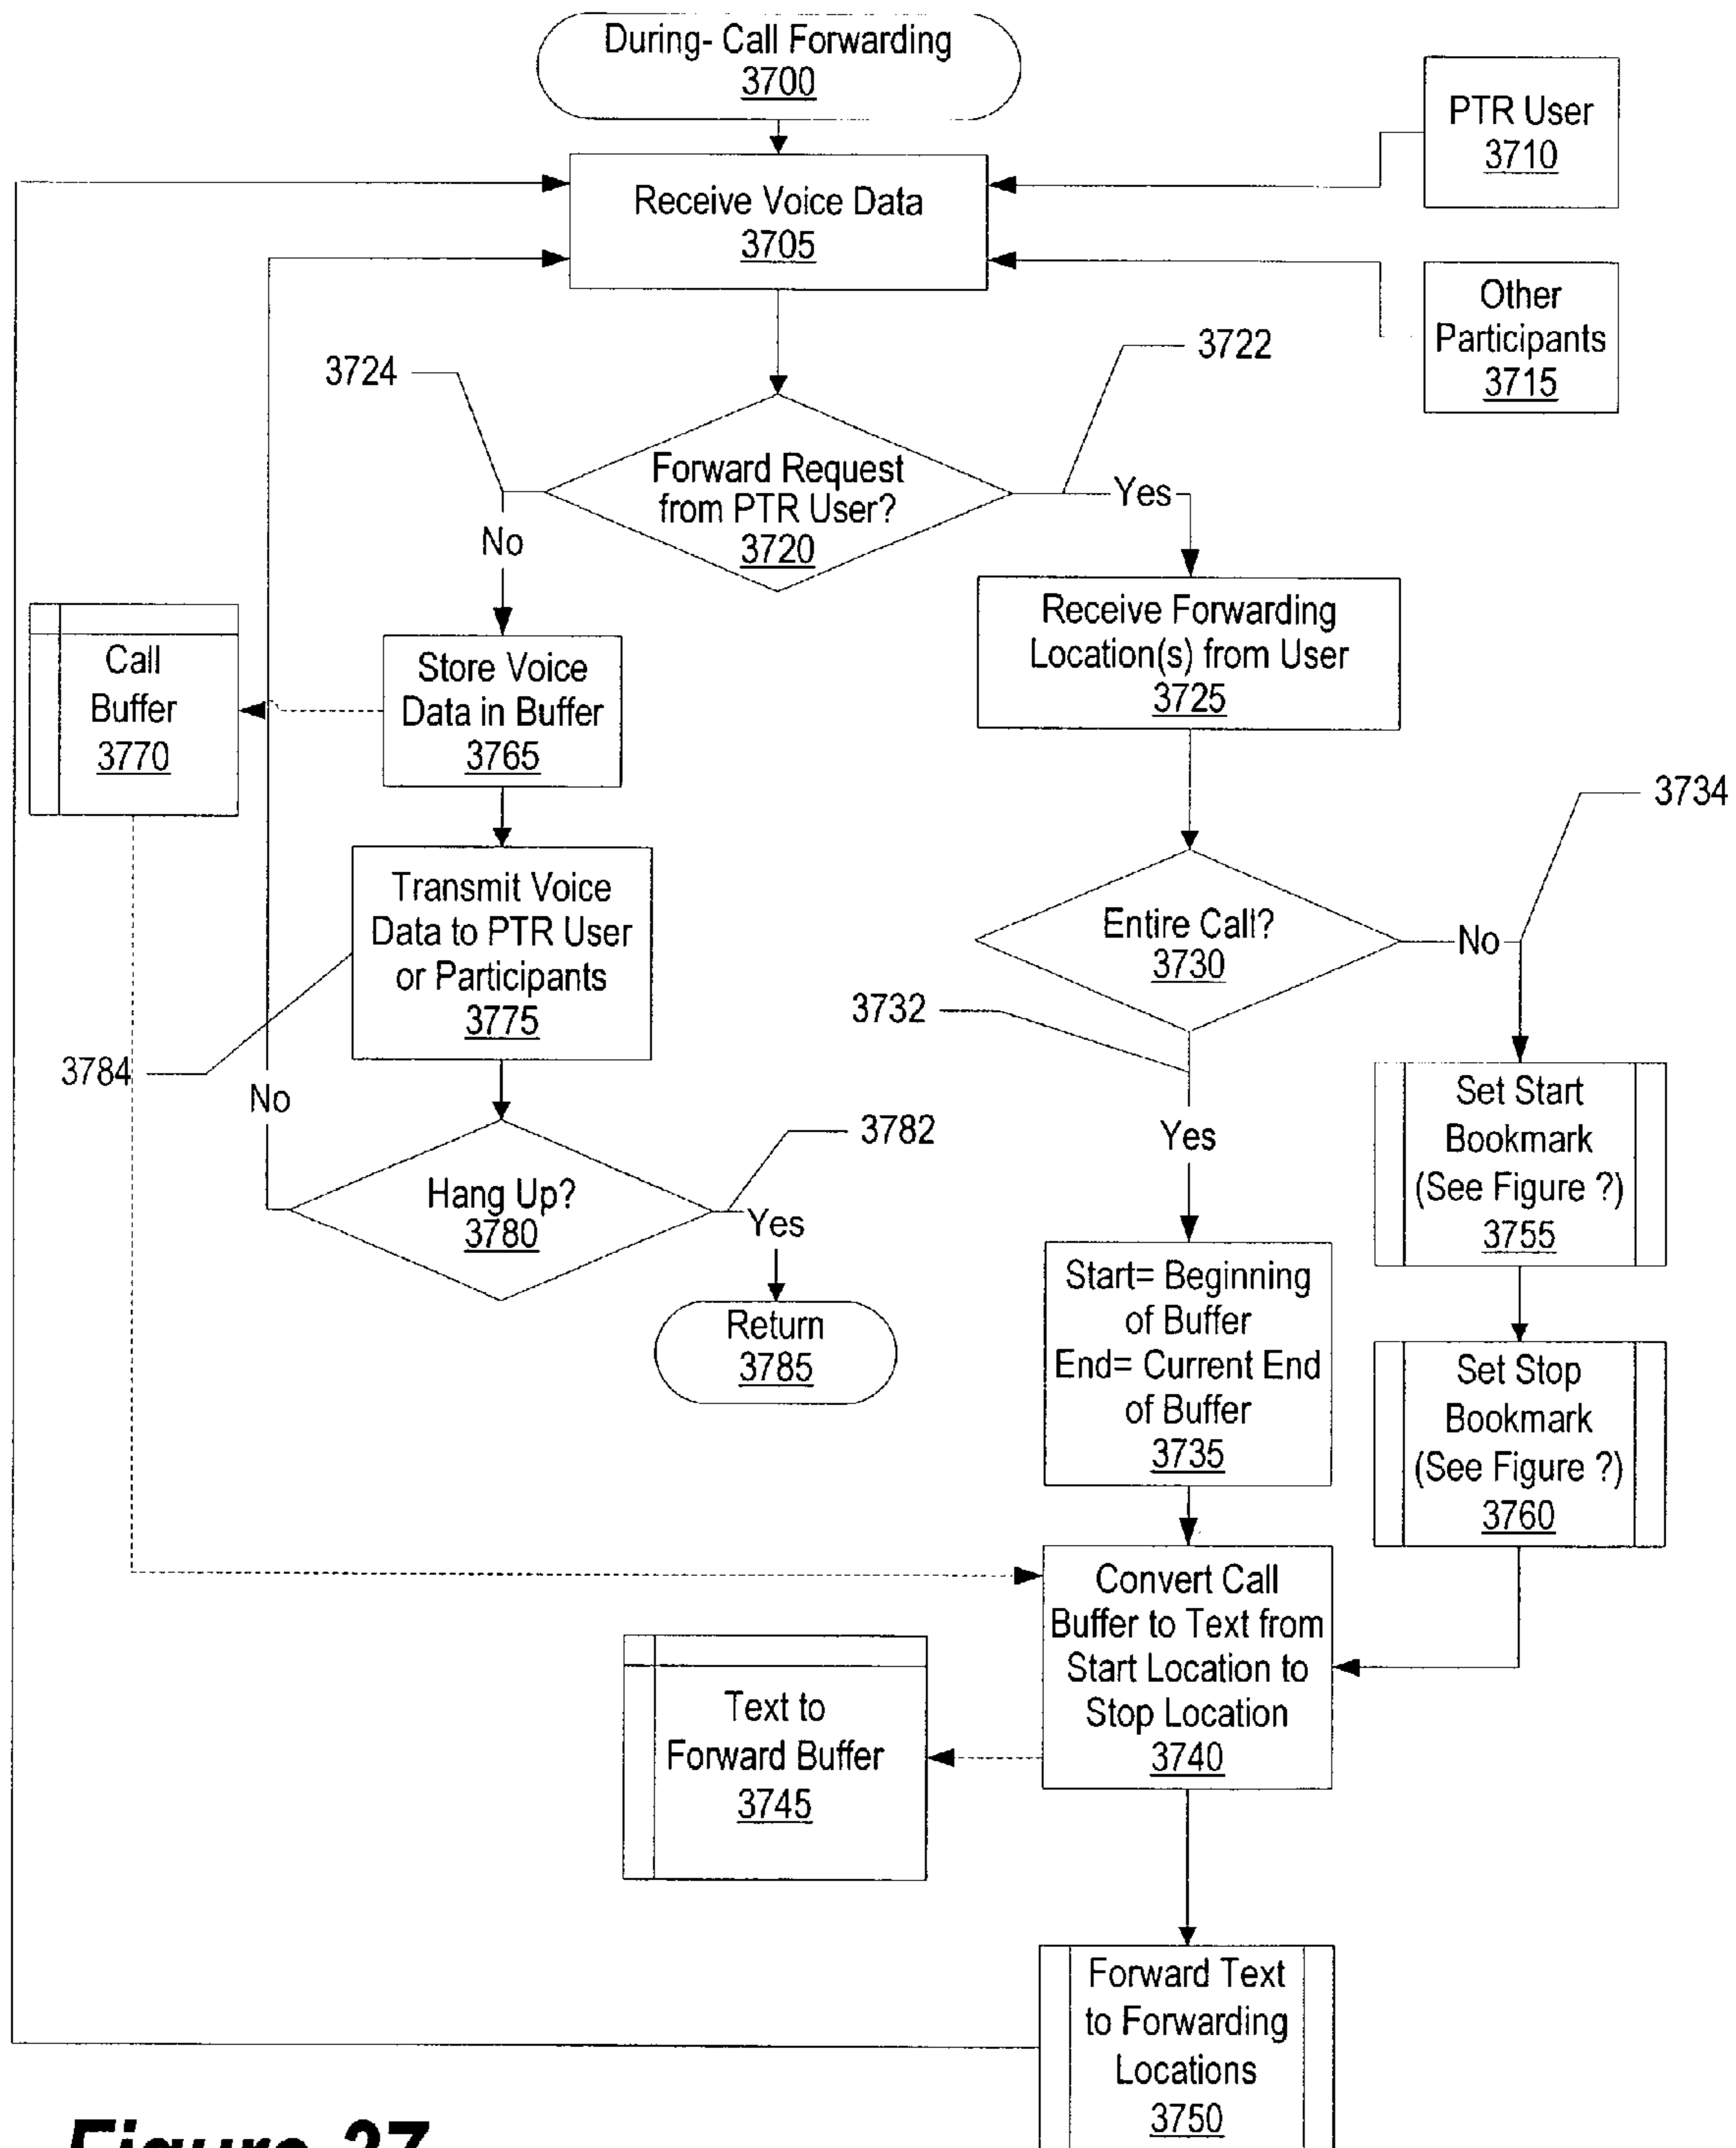 During- Call Forwarding
3700
PTR User
3710
Receive Voice Data
3705
Other
Participants
3715
3724
3722
Forward Request
from PTR User?
3720
Yes
No
Receive Forwarding
Location(s) from User
3725
Call
Buffer
3770
Store Voice
Data in Buffer
3765
3734
Transmit Voice
Data to PTR User
or Participants
3775
Entire Call?
3730
No
3732
3784
No
Yes
Set Start
Bookmark
(See Figure ?)
3755
3782
Hang Up?
3780
Yes
Start= Beginning
of Buffer
End= Current End
of Buffer
3735
Return
3785
Set Stop
Bookmark
(See Figure ?)
3760
Convert Call
Buffer to Text from
Start Location to
Stop Location
3740
Text to
Forward Buffer
3745
Forward Text
to Forwarding
Locations
3750
Figure 37